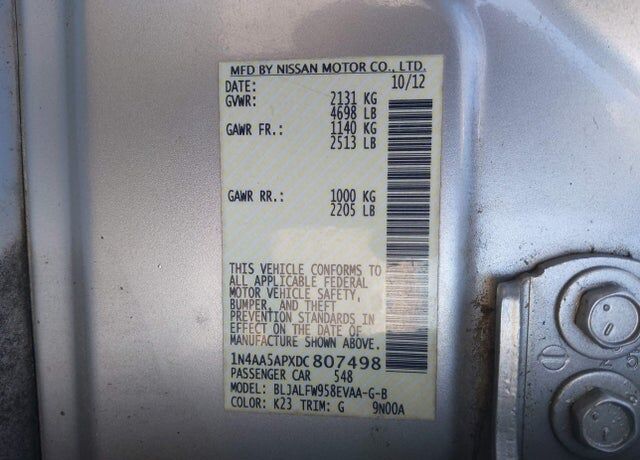 MFD BY NISSAN MOTOR CO., LTD.
DATE: 10/12
GVWR: 2131 KG
4698 LB
GAWR FR.: 1140 KG
2513 LB
GAWR RR.: 1000 KG
2205 LB
THIS VEHICLE CONFORMS TO
ALL APPLICABLE FEDERAL
MOTOR VEHICLE SAFETY,
BUMPER, AND THEFT
PREVENTION STANDARDS IN
EFFECT ON THE DATE OF
MANUFACTURE SHOWN ABOVE.
1N4AA5APXDC807498
PASSENGER CAR 548
MODEL: BLJALFW958EVAA-G-B
COLOR: K23 TRIM: G 9N00A